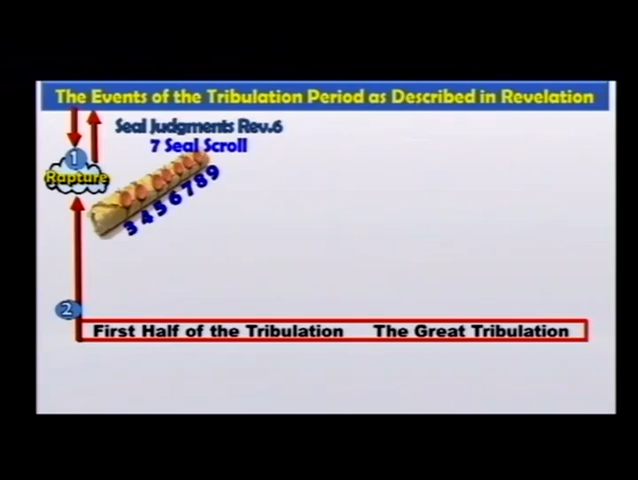 The Events of the Tribulation Period as Described in Revelation
Seal Judgments Rev.6
7 Seal Scroll
1
Rapture
3 4 5 6 7 8 9
2
First Half of the Tribulation The Great Tribulation